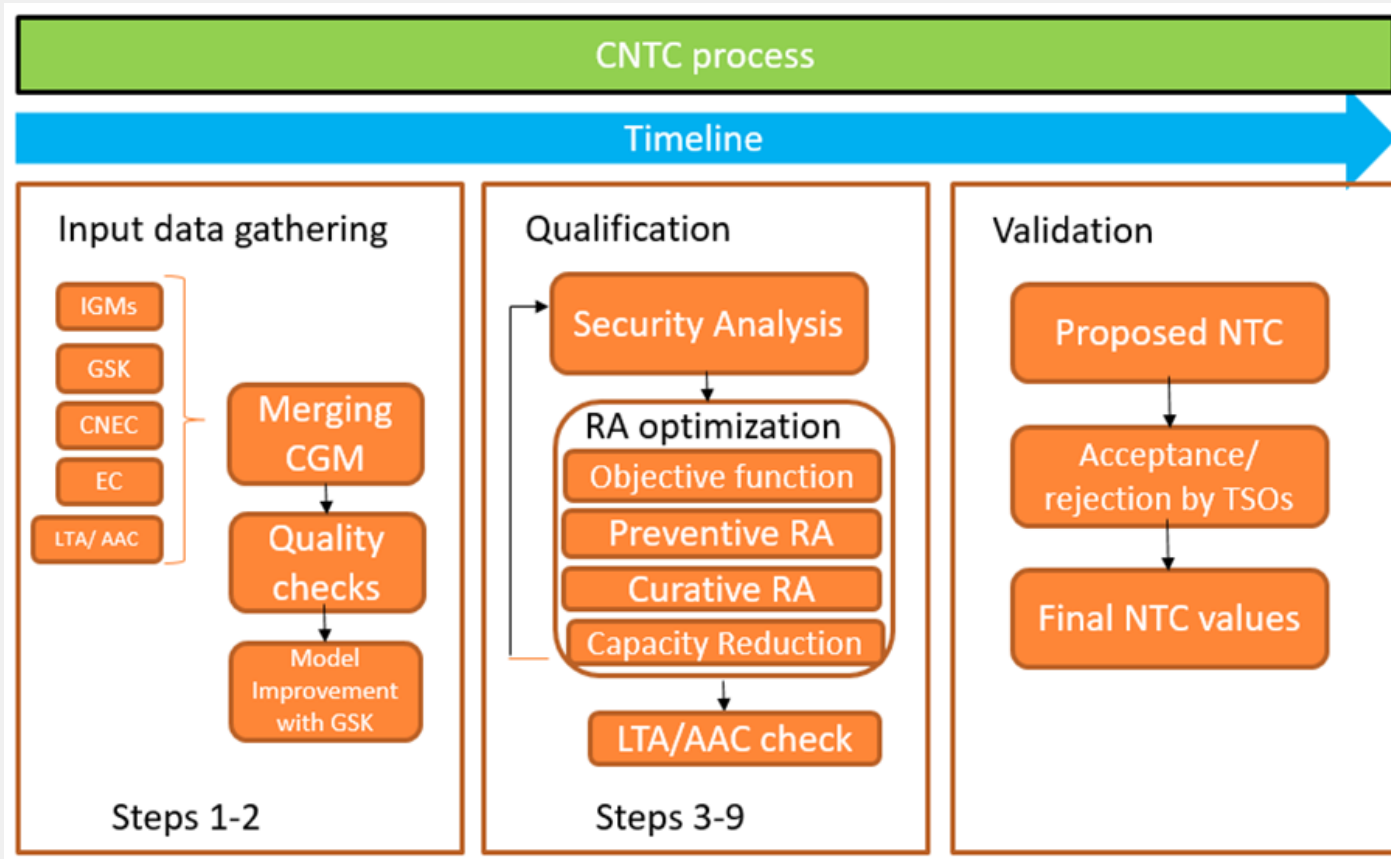 CNTC process
Timeline
Input data gathering
IGMs
GSK
CNEC
EC
LTA/ AAC
Merging
CGM
Quality
checks
Model
Improvement
with GSK
Steps 1-2
Qualification
Security Analysis
RA optimization
Objective function
Preventive RA
Curative RA
Capacity Reduction
LTA/AAC check
Steps 3-9
Validation
Proposed NTC
Acceptance/
rejection by TSOs
Final NTC values